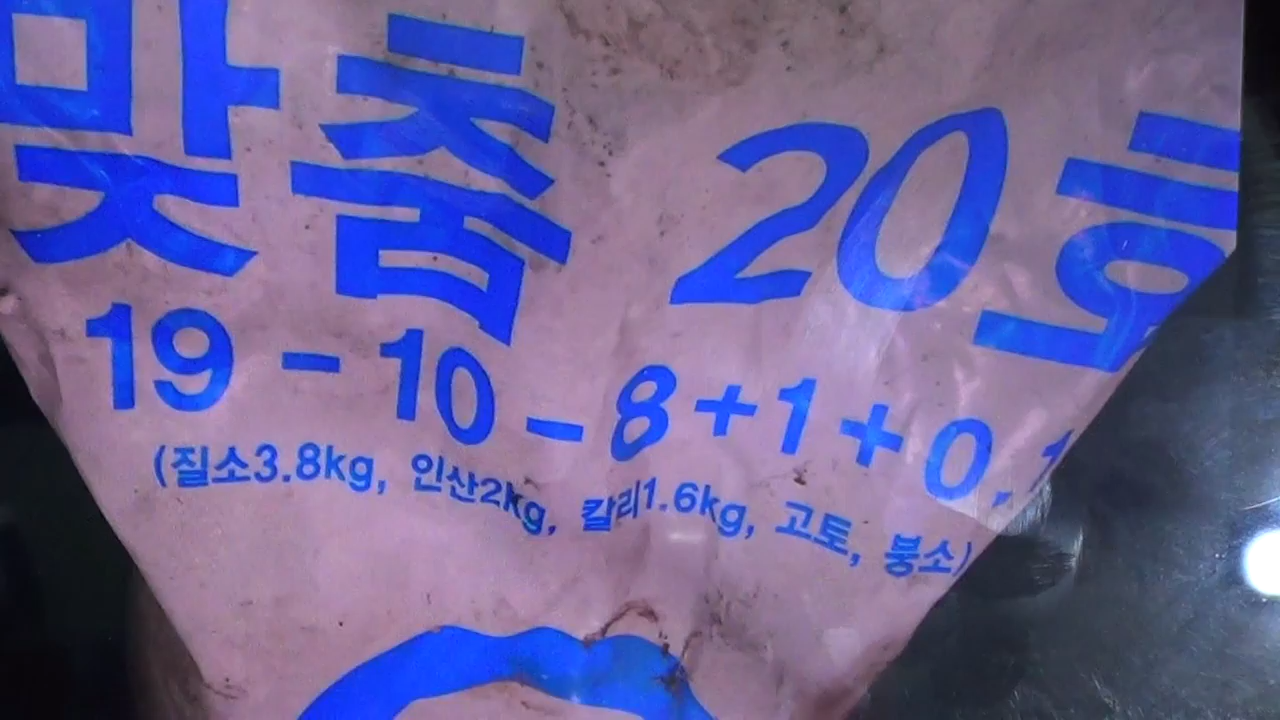 맞춤 20호
19-10-8+1+0.1
(질소3.8kg, 인산2kg, 칼리1.6kg, 고토, 붕소)